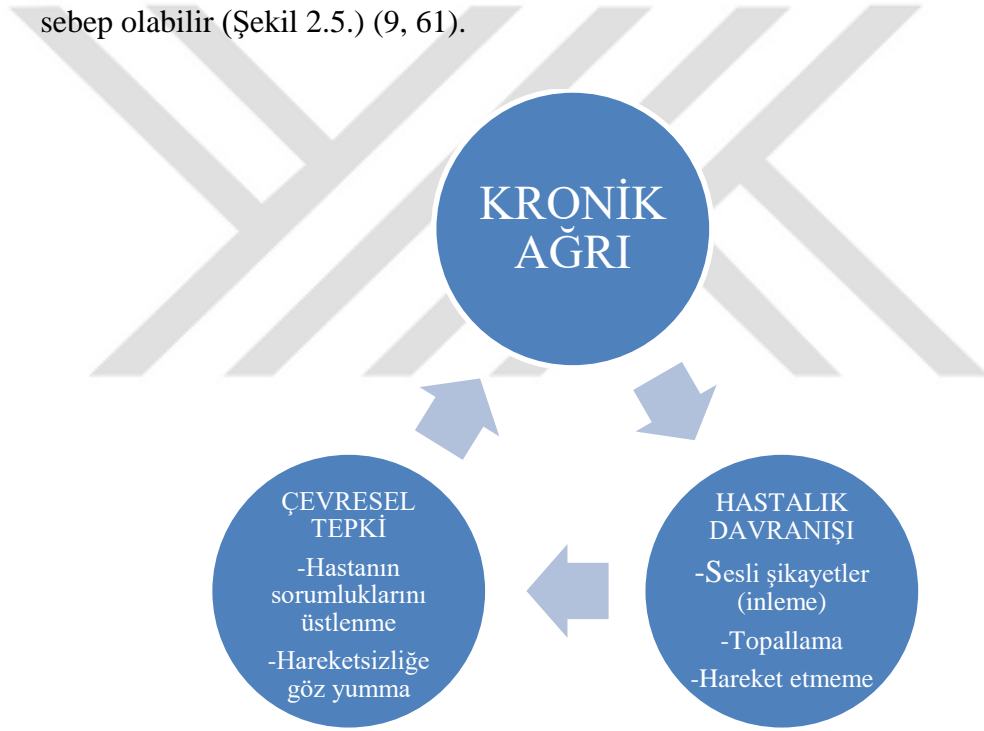 sebep olabilir (Şekil 2.5.) (9, 61).
KRONİK
AĞRI
ÇEVRESEL
TEPKİ
-Hastanın
sorumluklarını
üstlenme
-Hareketsizliğe
göz yumma
HASTALIK
DAVRANIŞI
-Sesli şikayetler
(inleme)
-Topallama
-Hareket etmeme